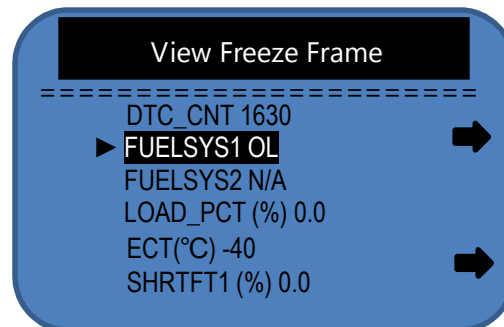 View Freeze Frame
=======================
DTC_CNT 1630
► FUELSYS1 OL
FUELSYS2 N/A
LOAD_PCT (%) 0.0
ECT(°C) -40
SHRTFT1 (%) 0.0